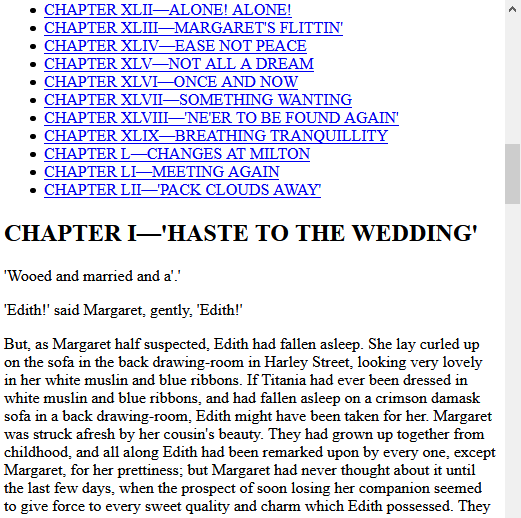 CHAPTER XLII—ALONE! ALONE!
CHAPTER XLIII—MARGARET'S FLITTIN'
CHAPTER XLIV—EASE NOT PEACE
CHAPTER XLV—NOT ALL A DREAM
CHAPTER XLVI—ONCE AND NOW
CHAPTER XLVII—SOMETHING WANTING
CHAPTER XLVIII—'NE'ER TO BE FOUND AGAIN'
CHAPTER XLIX—BREATHING TRANQUILLITY
CHAPTER L—CHANGES AT MILTON
CHAPTER LI—MEETING AGAIN
CHAPTER LII—'PACK CLOUDS AWAY'
CHAPTER I—'HASTE TO THE WEDDING'
'Wooed and married and a'.'
'Edith!' said Margaret, gently, 'Edith!'
But, as Margaret half suspected, Edith had fallen asleep. She lay curled up
on the sofa in the back drawing-room in Harley Street, looking very lovely
in her white muslin and blue ribbons. If Titania had ever been dressed in
white muslin and blue ribbons, and had fallen asleep on a crimson damask
sofa in a back drawing-room, Edith might have been taken for her. Margaret
was struck afresh by her cousin's beauty. They had grown up together from
childhood, and all along Edith had been remarked upon by every one, except
Margaret, for her prettiness; but Margaret had never thought about it until
the last few days, when the prospect of soon losing her companion seemed
to give force to every sweet quality and charm which Edith possessed. They